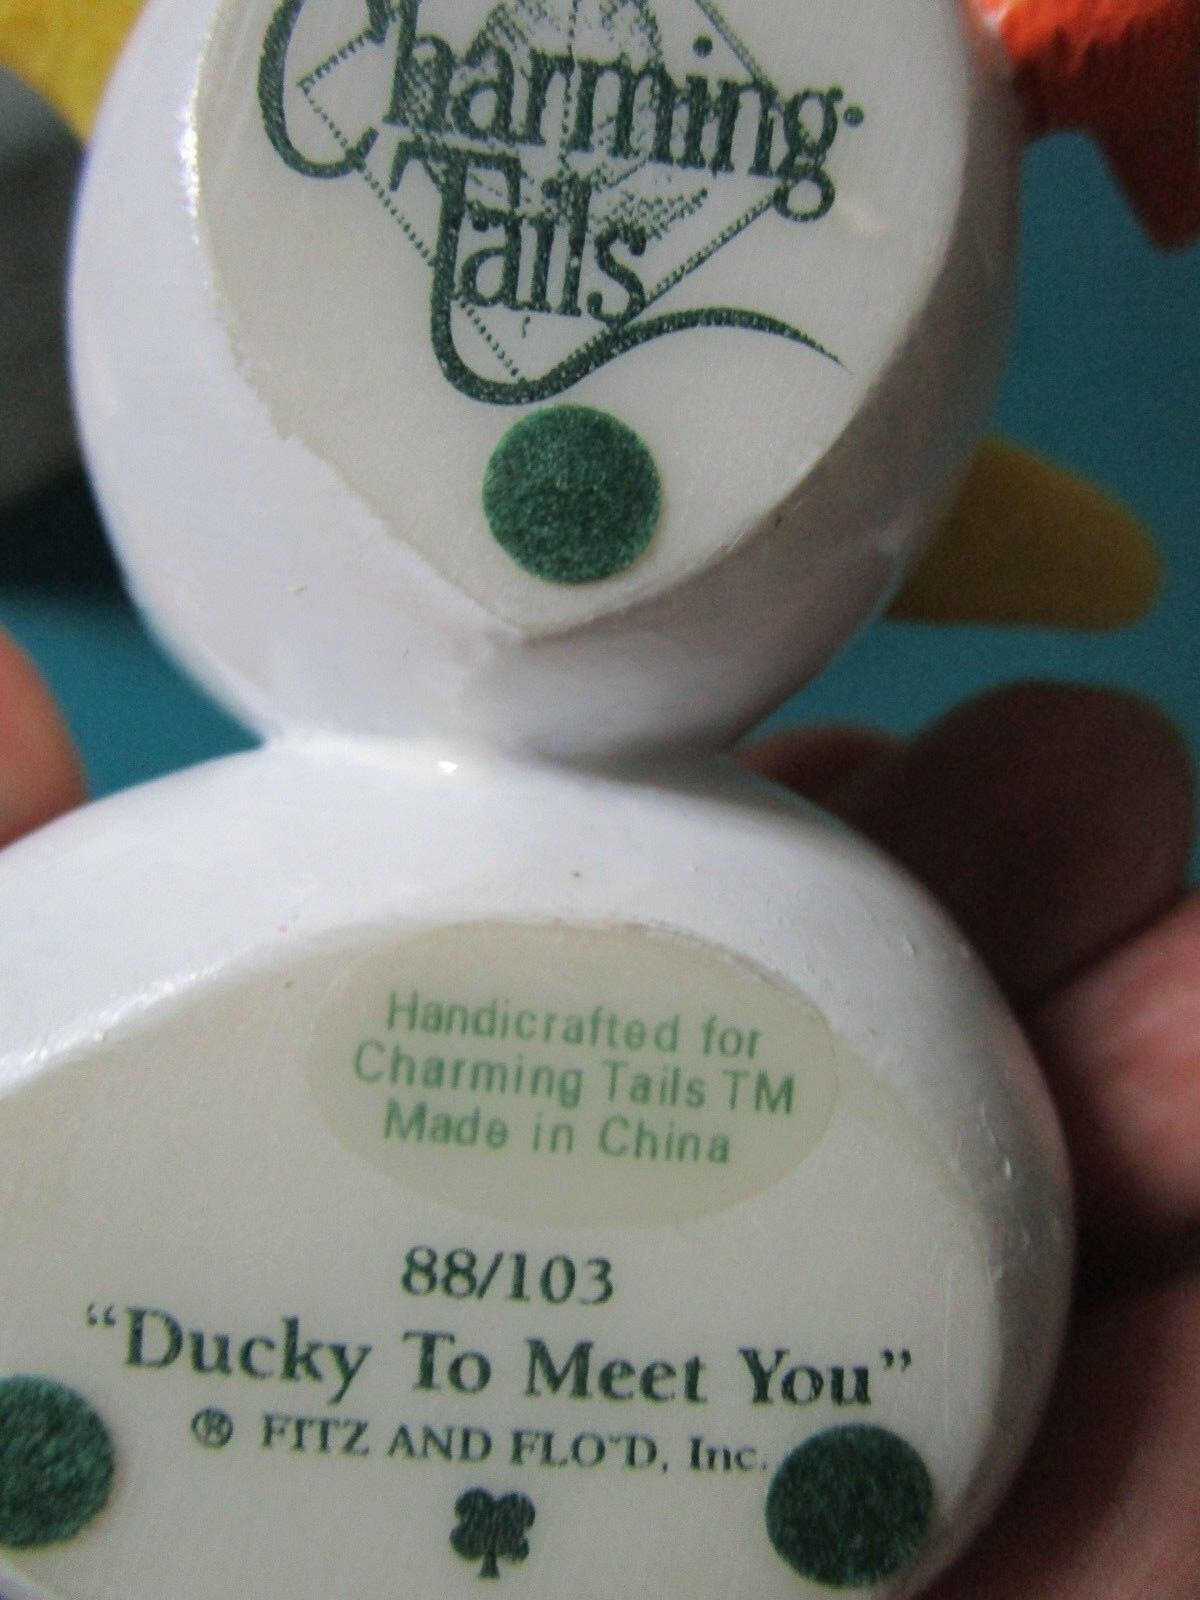 Charming
Tails
Handicrafted for
Charming Tails TM
Made in China
88/103
“Ducky To Meet You”
® FITZ AND FLOYD, Inc.